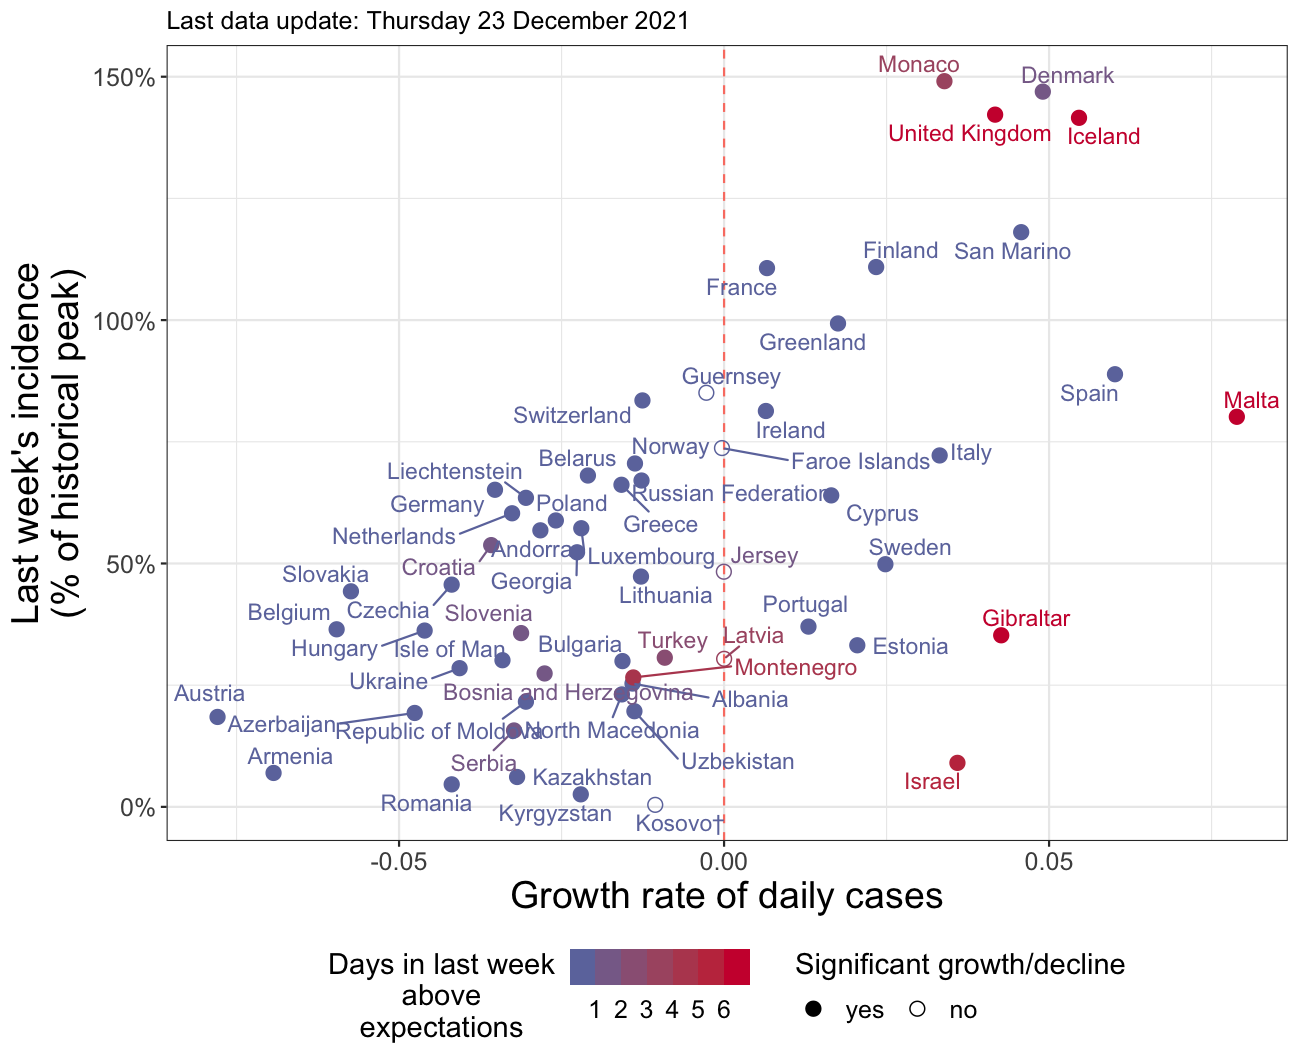 Last data update: Thursday 23 December 2021
Last week's incidence
(% of historical peak)
150%
100%
50%
0%
Monaco
Denmark
United Kingdom
Iceland
Finland
San Marino
France
Greenland
Guernsey
Spain
Malta
Switzerland
Ireland
Norway
Faroe Islands
Italy
Belarus
Liechtenstein
Germany
Poland
Russian Federation
Greece
Cyprus
Netherlands
Andorra
Luxembourg
Jersey
Sweden
Croatia
Georgia
Slovakia
Lithuania
Czechia
Belgium
Slovenia
Portugal
Gibraltar
Hungary
Isle of Man
Bulgaria
Turkey
Latvia
Estonia
Montenegro
Ukraine
Bosnia and Herzegovina
Albania
Austria
Azerbaijan
Republic of Moldova
North Macedonia
Armenia
Serbia
Uzbekistan
Kazakhstan
Israel
Romania
Kyrgyzstan
Kosovo†
-0.05
0.00
0.05
Growth rate of daily cases
Days in last week
above
expectations
1 2 3 4 5 6
Significant growth/decline
yes
no